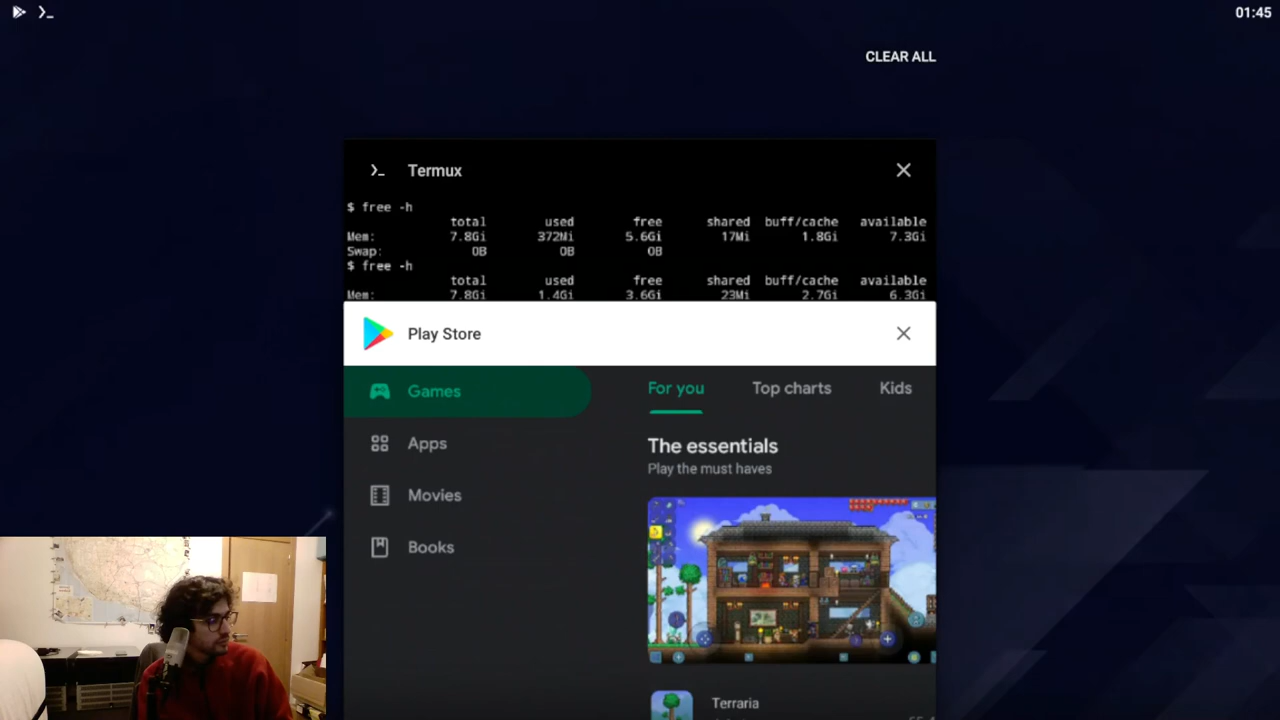 01:45
CLEAR ALL
Termux
$ free -h
total used free shared buff/cache available
Mem: 7.8Gi 372Mi 5.6Gi 17Mi 1.8Gi 7.3Gi
Swap: 0B 0B 0B
$ free -h
total used free shared buff/cache available
Mem: 7.8Gi 1.4Gi 3.6Gi 23Mi 2.7Gi 6.3Gi
Play Store
Games
For you Top charts Kids
The essentials
Play the must haves
Apps
Movies
Books
Terraria